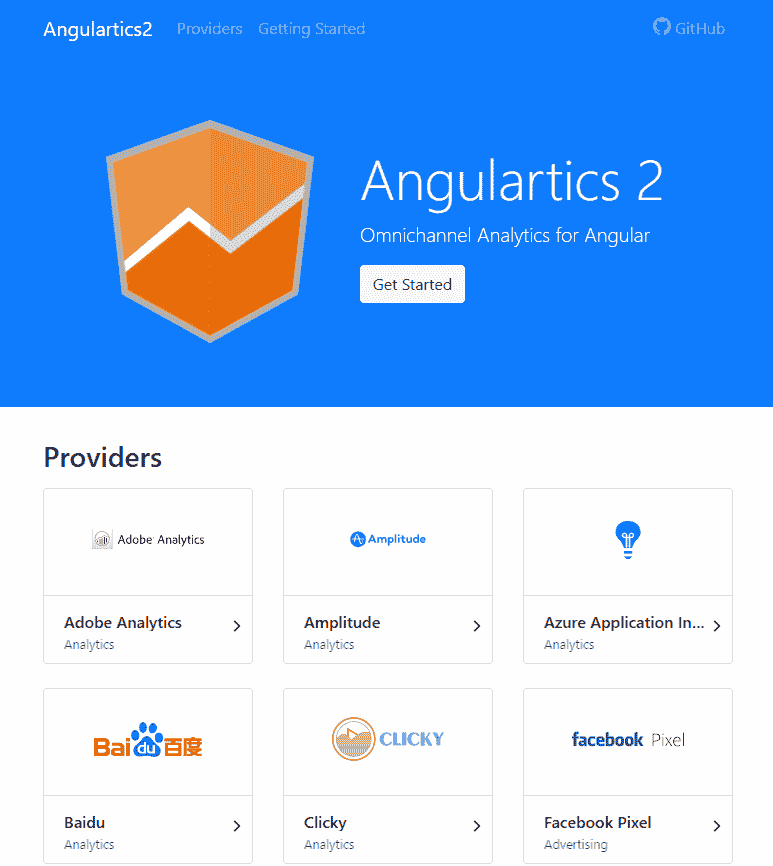 Angulartics2 Providers Getting Started GitHub
Angulartics 2
Omnichannel Analytics for Angular
Get Started
Providers
Adobe Analytics
Amplitude
Adobe Analytics
Analytics
Amplitude
Analytics
Azure Application In...
Analytics
Bai du 百度
CLICKY
facebook Pixel
Baidu
Analytics
Clicky
Analytics
Facebook Pixel
Advertising